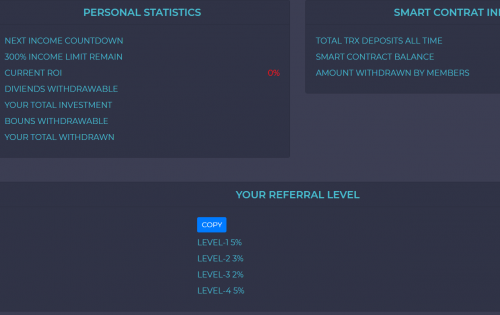 PERSONAL STATISTICS
NEXT INCOME COUNTDOWN
300% INCOME LIMIT REMAIN
CURRENT ROI 0%
DIVIENDS WITHDRAWABLE
YOUR TOTAL INVESTMENT
BOUNS WITHDRAWABLE
YOUR TOTAL WITHDRAWN
SMART CONTRAT IN
TOTAL TRX DEPOSITS ALL TIME
SMART CONTRACT BALANCE
AMOUNT WITHDRAWN BY MEMBERS
YOUR REFERRAL LEVEL
COPY
LEVEL-1 5%
LEVEL-2 3%
LEVEL-3 2%
LEVEL-4 5%